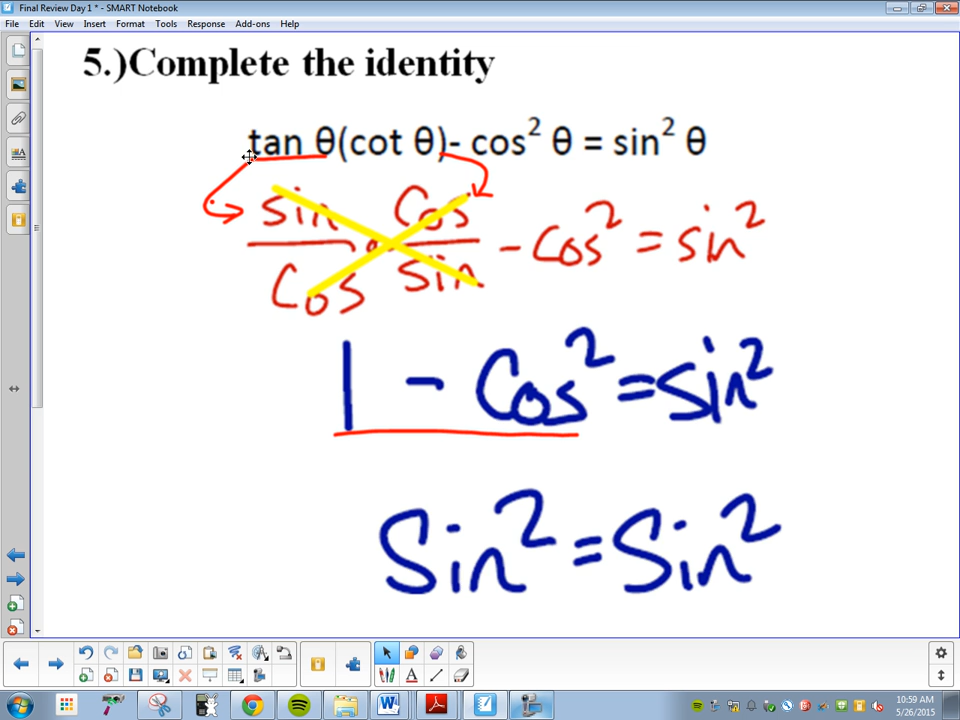 Final Review Day 1 * - SMART Notebook
File Edit View Insert Format Tools Response Add-ons Help
5.)Complete the identity
tan θ(cot θ)- cos² θ = sin² θ
sin/cos • cos/sin - cos² = sin²
1 - cos² = sin²
Sin² = Sin²
A
W
10:59 AM
5/26/2015